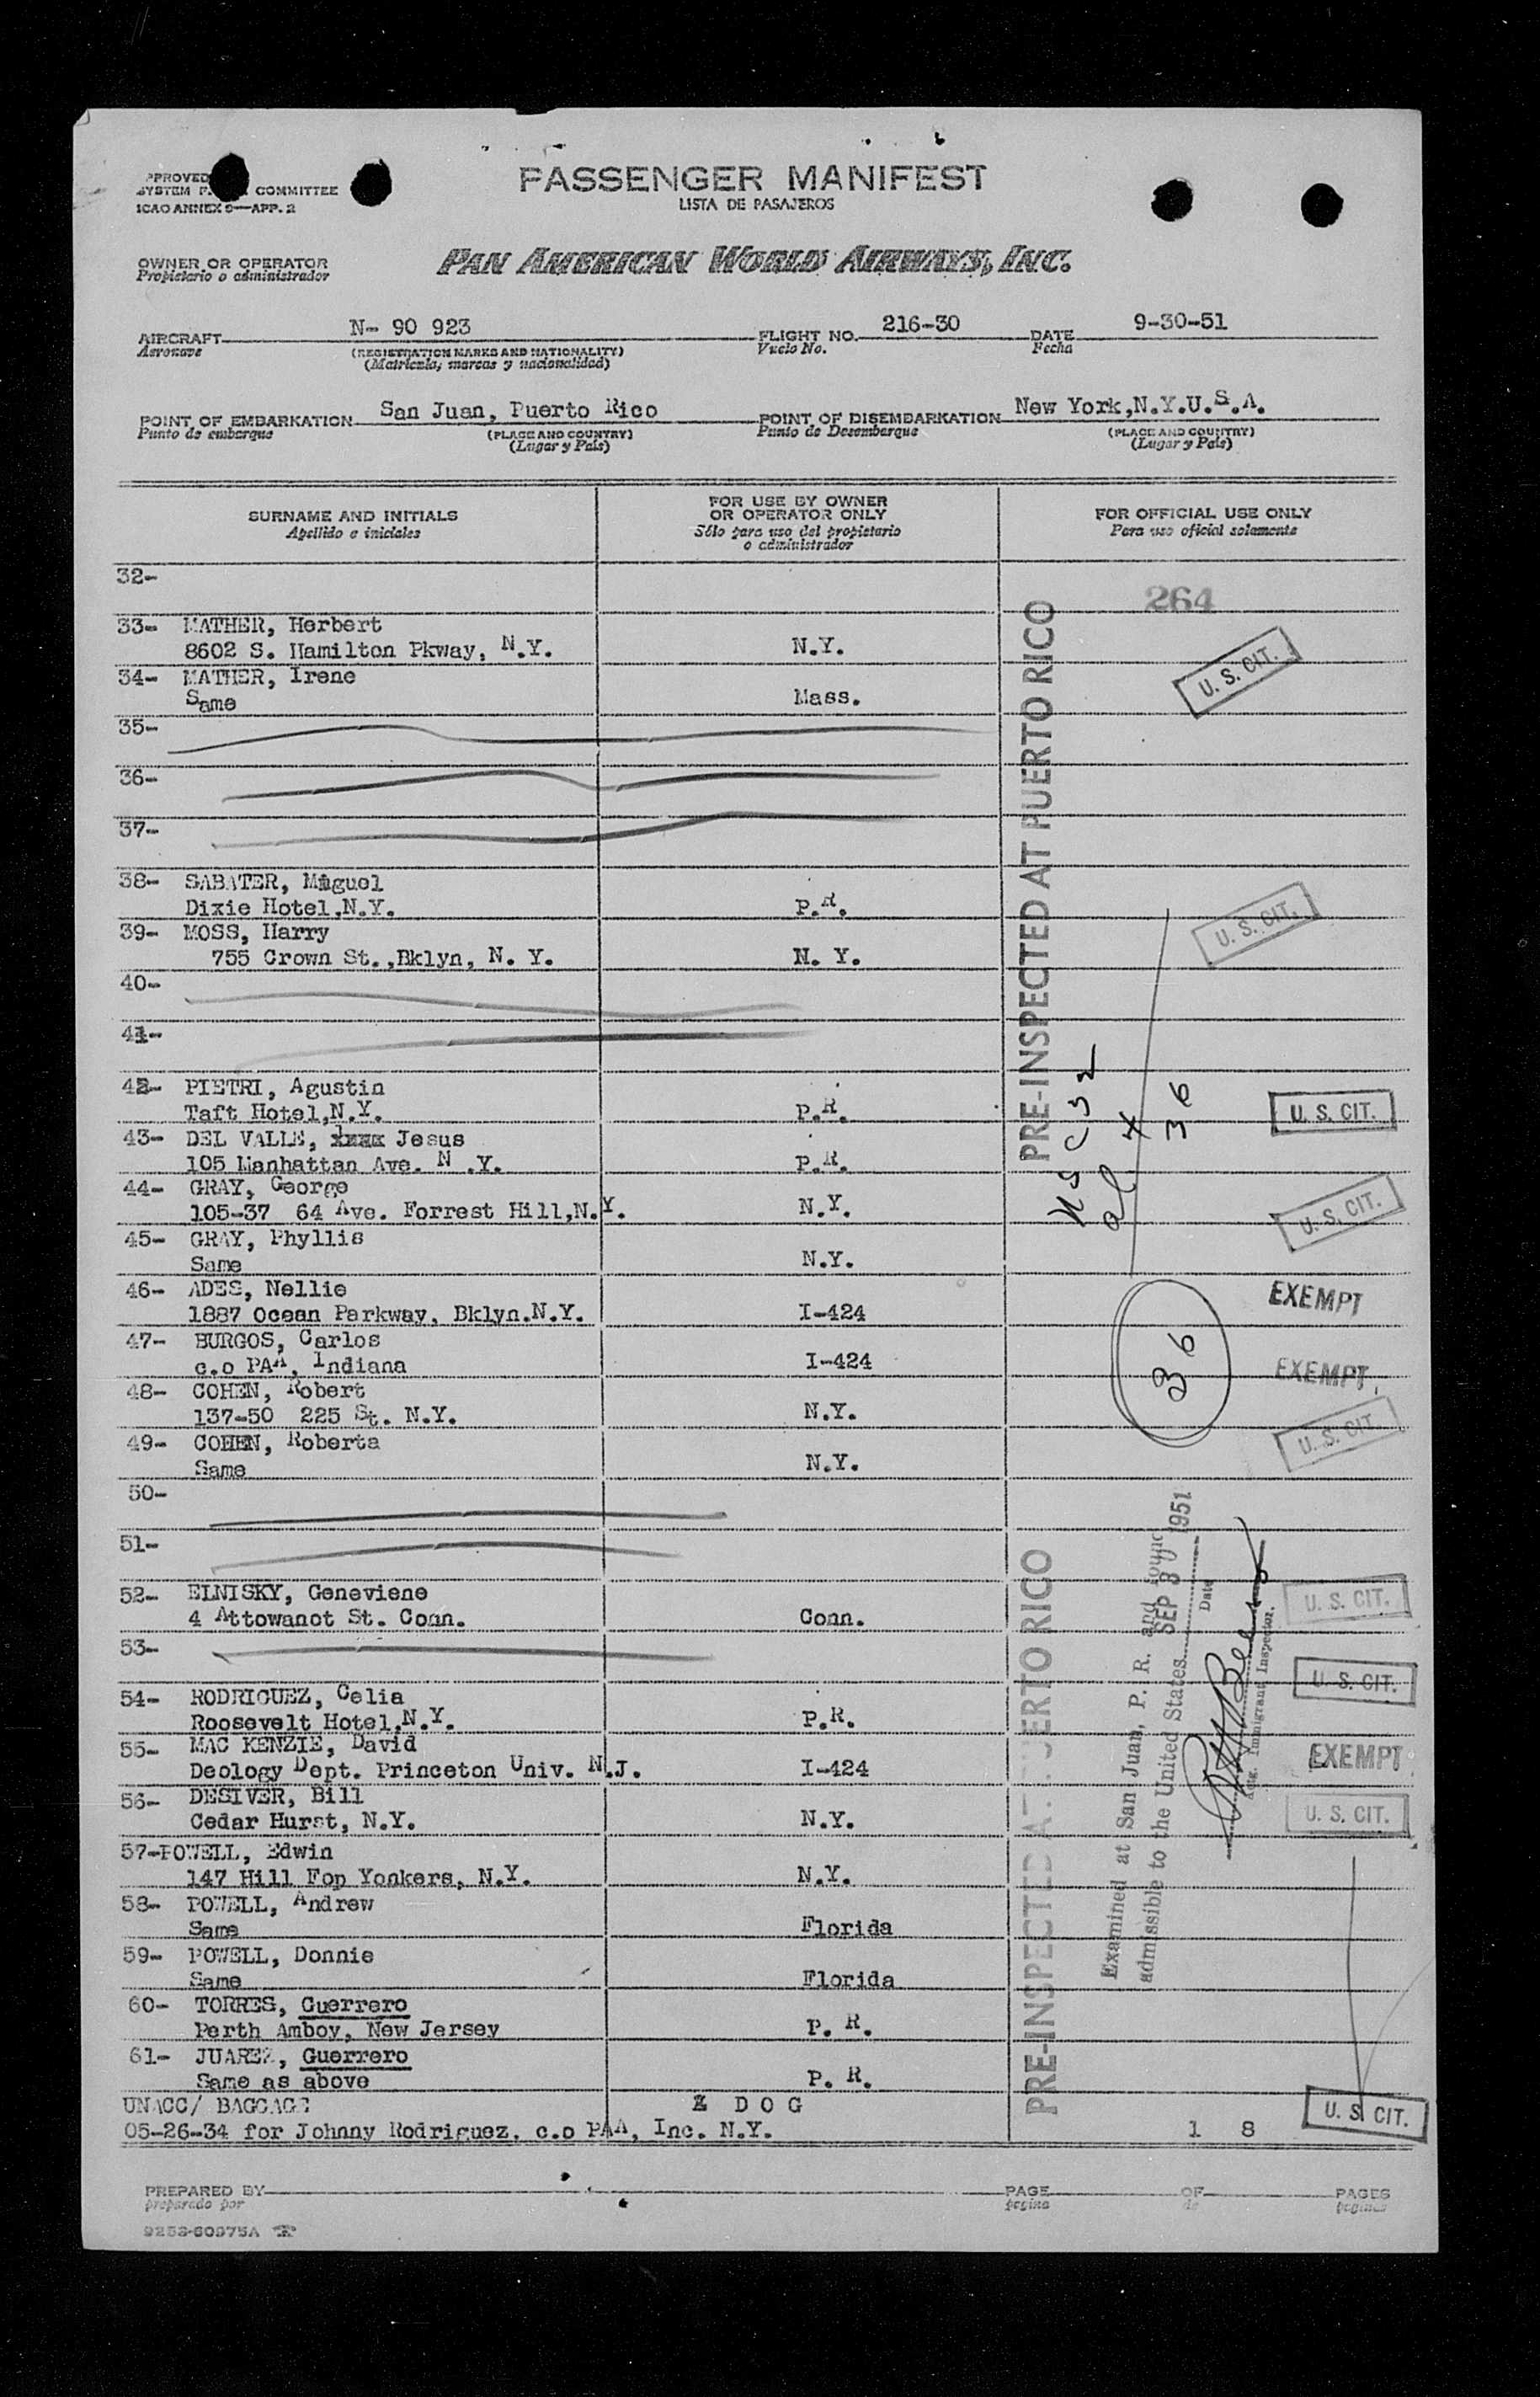 APPROVED
SYSTEM COMMITTEE
ICAO ANNEX 9—APP. 2
PASSENGER MANIFEST
LISTA DE PASAJEROS
OWNER OR OPERATOR
Propietario o administrador
PAN AMERICAN WORLD AIRWAYS, INC.
AIRCRAFT N- 90 923 FLIGHT NO. 216-30 DATE 9-30-51
Aeronave (REGISTRATION MARKS AND NATIONALITY) Vuelo No. Fecha
(Matricula, marcas y nacionalidad)
POINT OF EMBARKATION San Juan, Puerto Rico POINT OF DISEMBARKATION New York,N.Y.U.S.A.
Punto de embarque (PLACE AND COUNTRY) Punto de Desembarque (PLACE AND COUNTRY)
(Lugar y País) (Lugar y País)
SURNAME AND INITIALS
Apellido e iniciales
FOR USE BY OWNER
OR OPERATOR ONLY
Sólo para uso del propietario
o administrador
FOR OFFICIAL USE ONLY
Para uso oficial solamente
32-
264
33- MATHER, Herbert
8602 S. Hamilton Pkway, N.Y. N.Y.
U. S. CIT.
34- MATHER, Irene
Same Mass.
35-
36-
37-
38- SABATER, Miguel
Dixie Hotel,N.Y. P.R.
U. S. CIT.
39- MOSS, Harry
755 Crown St.,Bklyn, N. Y. N. Y.
40-
41-
42- PIETRI, Agustin
Taft Hotel,N.Y. P.R. U. S. CIT.
43- DEL VALLE, Jesus
105 Manhattan Ave. N .Y. P.R.
44- GRAY, George
105-37 64 Ave. Forrest Hill,N.Y. N.Y. U. S. CIT.
45- GRAY, Phyllis
Same N.Y.
46- ADES, Nellie EXEMPT
1887 Ocean Parkway, Bklyn.N.Y. I-424
47- BURGOS, Carlos
c.o PAA, Indiana I-424 EXEMPT
48- COHEN, Robert
137-50 225 St. N.Y. N.Y.
49- COHEN, Roberta U. S. CIT.
Same N.Y.
50-
51-
52- ELNISKY, Geneviene U. S. CIT.
4 Attowanot St. Conn. Conn.
53-
54- RODRIGUEZ, Celia U. S. CIT.
Roosevelt Hotel,N.Y. P.R.
55- MAC KENZIE, David EXEMPT
Deology Dept. Princeton Univ. N.J. I-424
56- DESIVER, Bill
Cedar Hurst, N.Y. N.Y. U. S. CIT.
57-POWELL, Edwin
147 Hill Fop Yonkers, N.Y. N.Y.
58- POWELL, Andrew
Same Florida
59- POWELL, Donnie
Same Florida
60- TORRES, Guerrero
Perth Amboy, New Jersey P. R.
61- JUAREZ, Guerrero
Same as above P. R.
UNACC/ BAGGAGE DOG U. S. CIT.
05-26-34 for Johnny Rodriguez, c.o PAA, Inc. N.Y. 1 8
PRE-INSPECTED AT PUERTO RICO
US C 32
al 4
36
36
PRE-INSPECTED AT PUERTO RICO
Examined at San Juan, P. R. and found
admissible to the United States
SEP 30 1951
Date
Actg. Immigrant Inspector.
PREPARED BY PAGE OF PAGES
preparado por pagina de paginas
9253-60975A